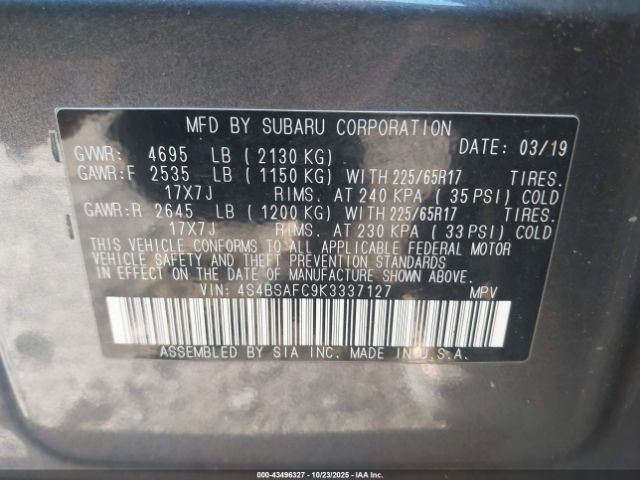 MFD BY SUBARU CORPORATION
DATE: 03/19
GVWR: 4695 LB (2130 KG)
GAWR:F 2535 LB (1150 KG) WITH 225/65R17 TIRES.
17X7J RIMS. AT 240 KPA (35 PSI) COLD
GAWR:R 2645 LB (1200 KG) WITH 225/65R17 TIRES.
17X7J RIMS. AT 230 KPA (33 PSI) COLD
THIS VEHICLE CONFORMS TO ALL APPLICABLE FEDERAL MOTOR
VEHICLE SAFETY AND THEFT PREVENTION STANDARDS IN
EFFECT ON THE DATE OF MANUFACTURE SHOWN ABOVE.
VIN: 4S4BSAFC9K3337127 MPV
ASSEMBLED BY SIA INC. MADE IN U.S.A.
000-43496327 - 10/23/2025 - IAAI.COM